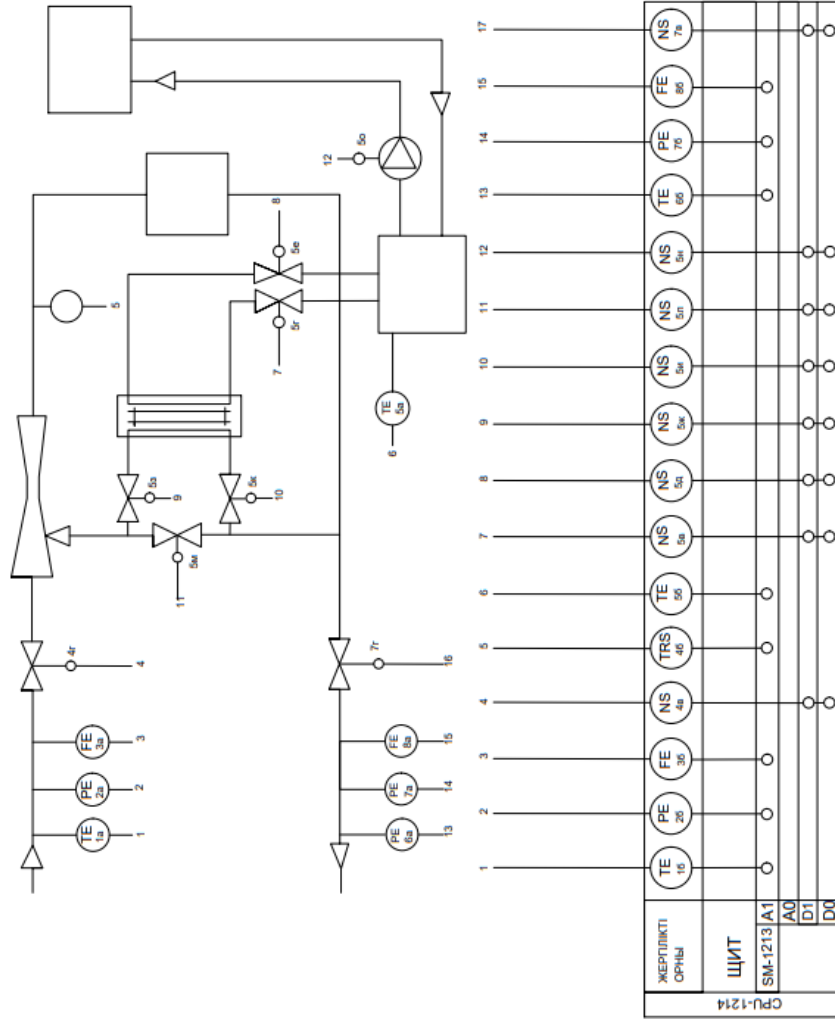 TE
1а
PE
2а
FE
3а
1
2
3
4г
4
5
PE
6а
PE
7а
FE
8а
13
14
15
7г
16
5з
9
5к
10
5м
11
5г
7
5е
8
TE
5а
6
5о
12
1
2
3
4
5
6
7
8
9
10
11
12
13
14
15
17
ЖЕРГІЛІКТІ
ОРНЫ
TE
1б
PE
2б
FE
3б
NS
4в
TRS
4б
TE
5б
NS
5в
NS
5д
NS
5ж
NS
5и
NS
5л
NS
5н
TE
6б
PE
7б
FE
8б
NS
7в
ЩИТ
CPU-1214
SM-1213
A1
A0
D1
D0